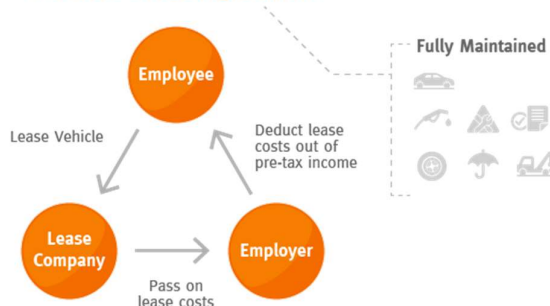 Fully Maintained
Employee
Lease Vehicle
Deduct lease
costs out of
pre-tax income
Lease
Company
Employer
Pass on
lease costs